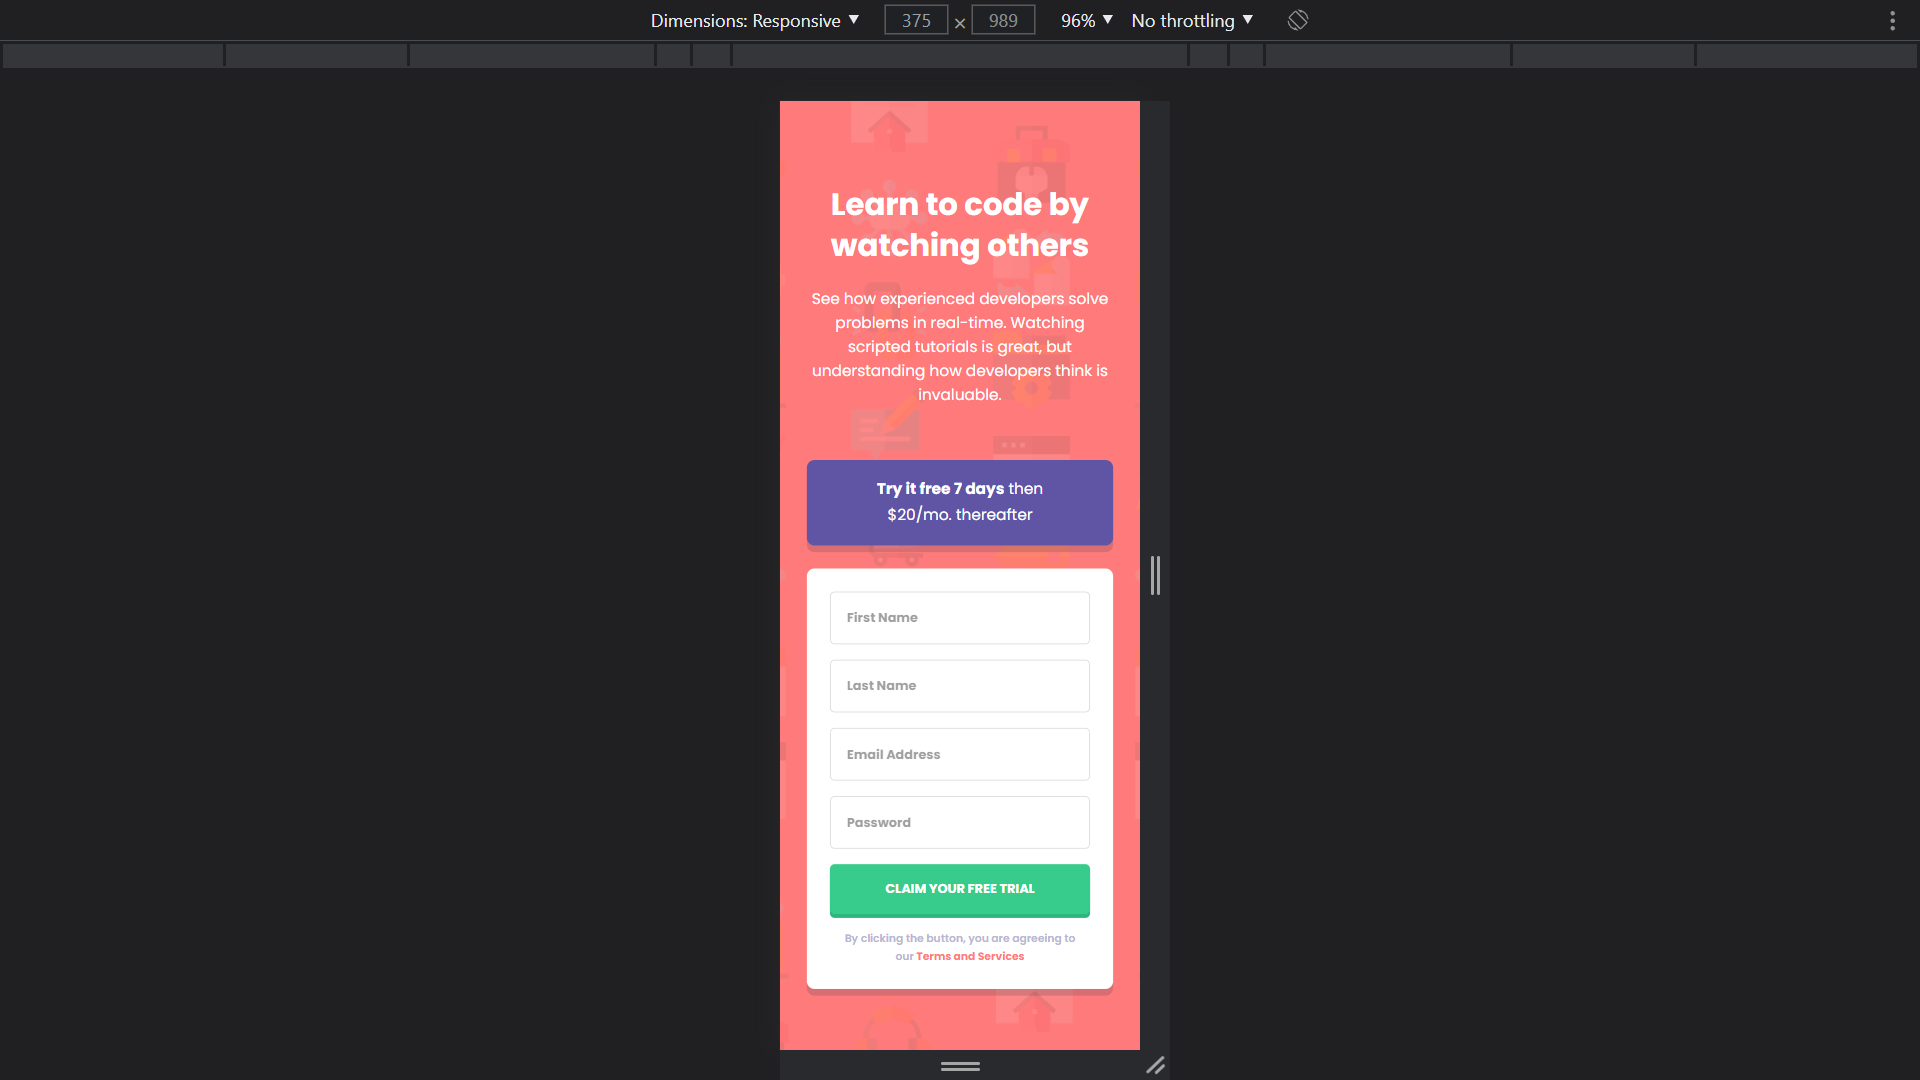 Dimensions: Responsive ▼ 375 × 989 96% ▼ No throttling ▼
Learn to code by
watching others
See how experienced developers solve
problems in real-time. Watching
scripted tutorials is great, but
understanding how developers think is
invaluable.
Try it free 7 days then
$20/mo. thereafter
First Name
Last Name
Email Address
Password
CLAIM YOUR FREE TRIAL
By clicking the button, you are agreeing to
our Terms and Services